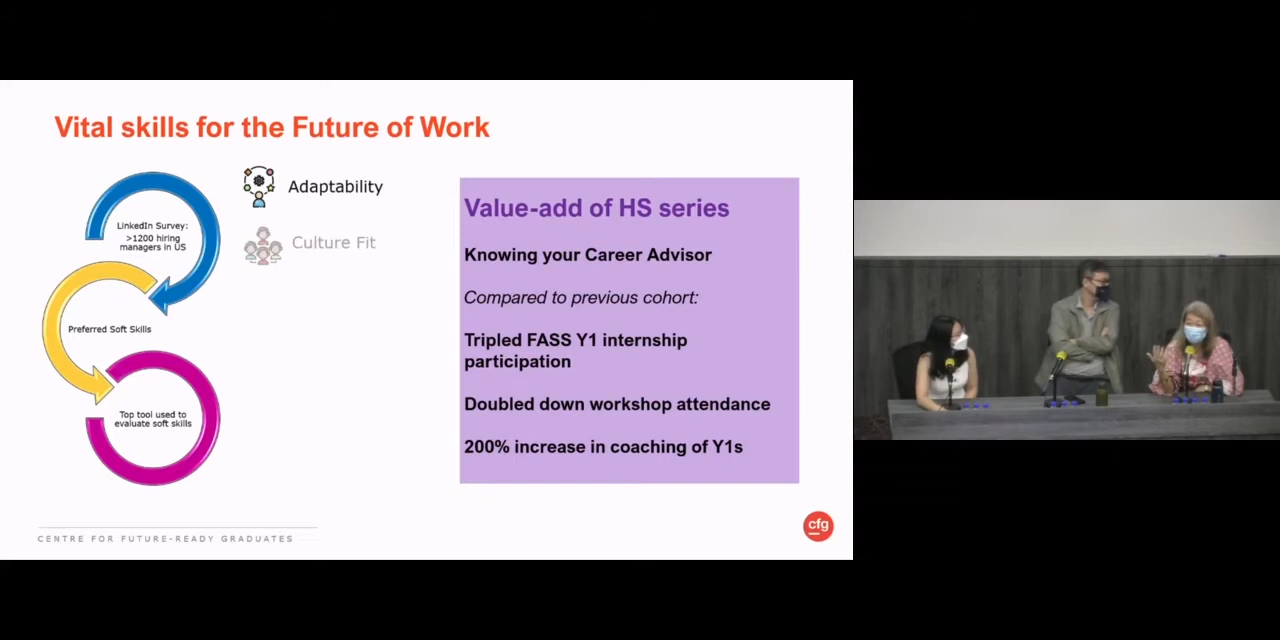 Vital skills for the Future of Work
LinkedIn Survey:
>1200 hiring
managers in US
Preferred Soft Skills
Top tool used to
evaluate soft skills
Adaptability
Culture Fit
Value-add of HS series
Knowing your Career Advisor
Compared to previous cohort:
Tripled FASS Y1 internship
participation
Doubled down workshop attendance
200% increase in coaching of Y1s
CENTRE FOR FUTURE-READY GRADUATES
cfg